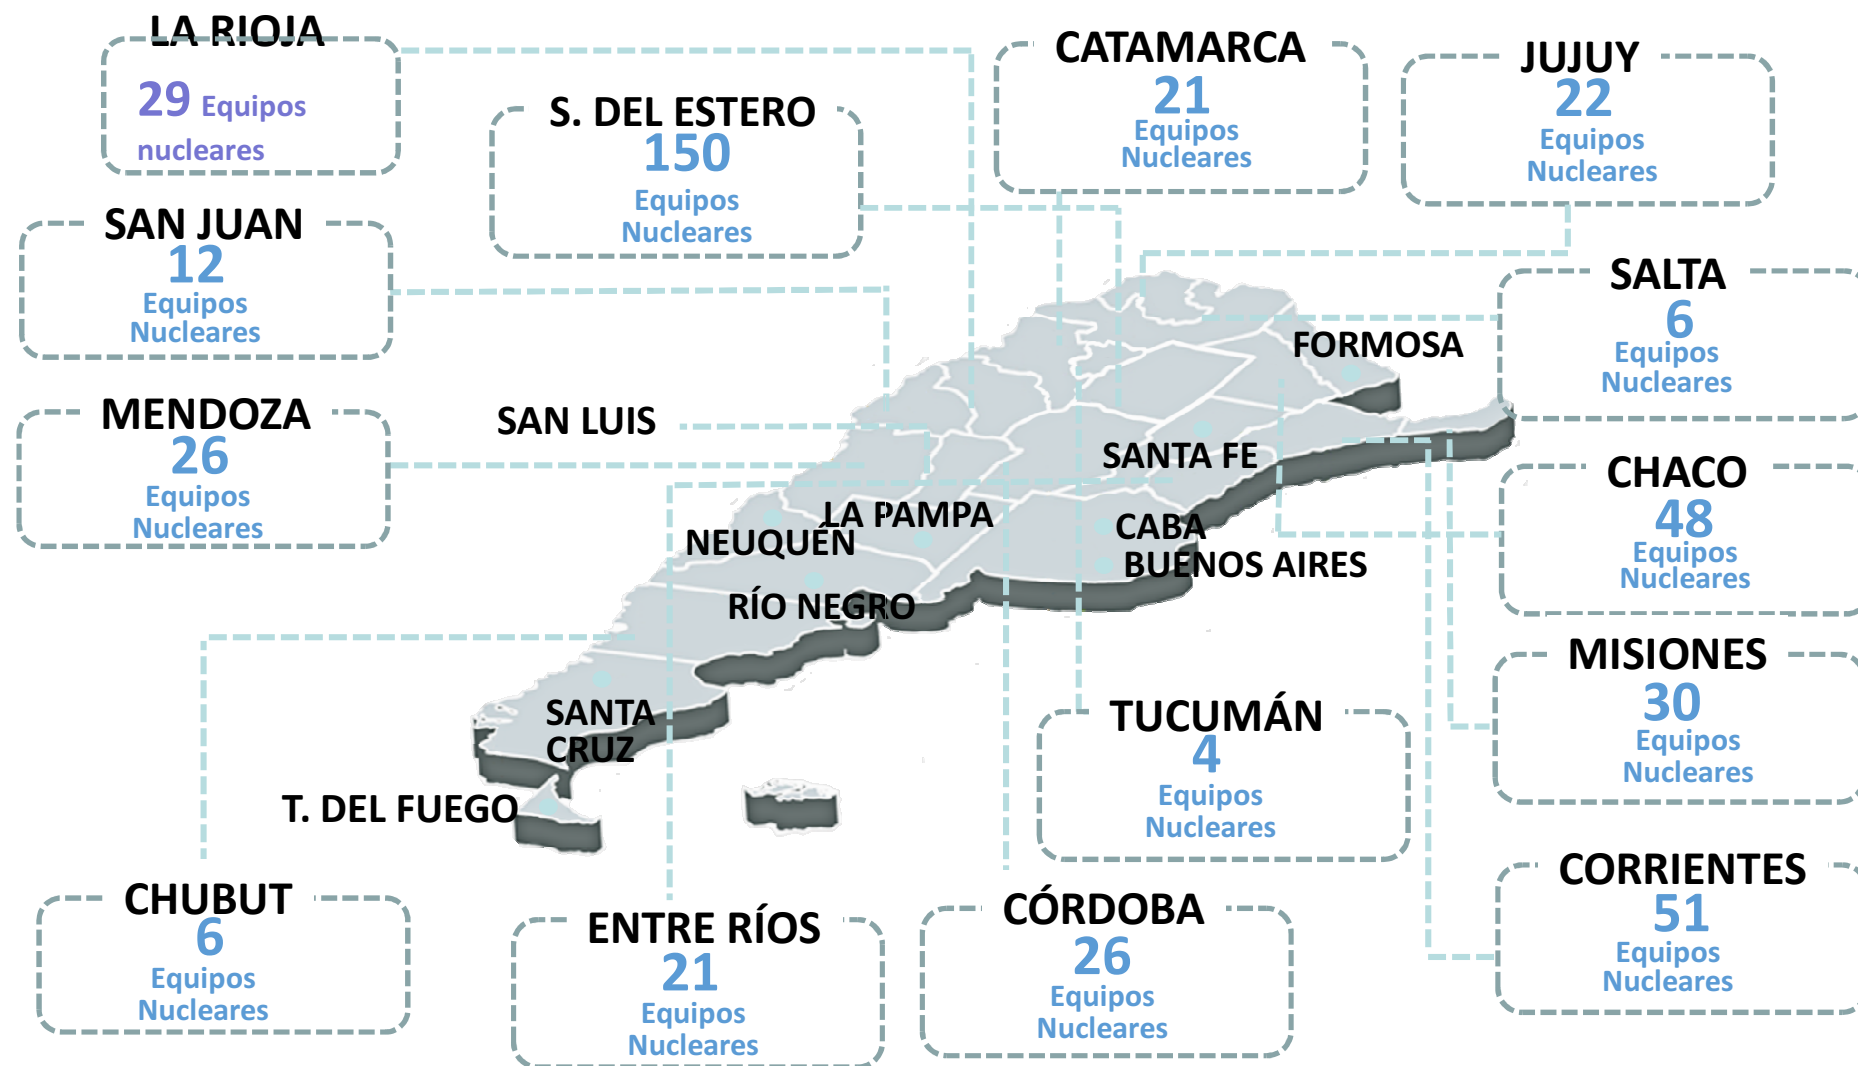 LA RIOJA
29 Equipos
nucleares
S. DEL ESTERO
150
Equipos
Nucleares
CATAMARCA
21
Equipos
Nucleares
JUJUY
22
Equipos
Nucleares
SAN JUAN
12
Equipos
Nucleares
SALTA
6
Equipos
Nucleares
FORMOSA
MENDOZA
26
Equipos
Nucleares
SAN LUIS
SANTA FE
CHACO
48
Equipos
Nucleares
LA PAMPA
NEUQUÉN
CABA
BUENOS AIRES
RÍO NEGRO
MISIONES
30
Equipos
Nucleares
SANTA
CRUZ
TUCUMÁN
4
Equipos
Nucleares
T. DEL FUEGO
CORRIENTES
51
Equipos
Nucleares
CHUBUT
6
Equipos
Nucleares
ENTRE RÍOS
21
Equipos
Nucleares
CÓRDOBA
26
Equipos
Nucleares